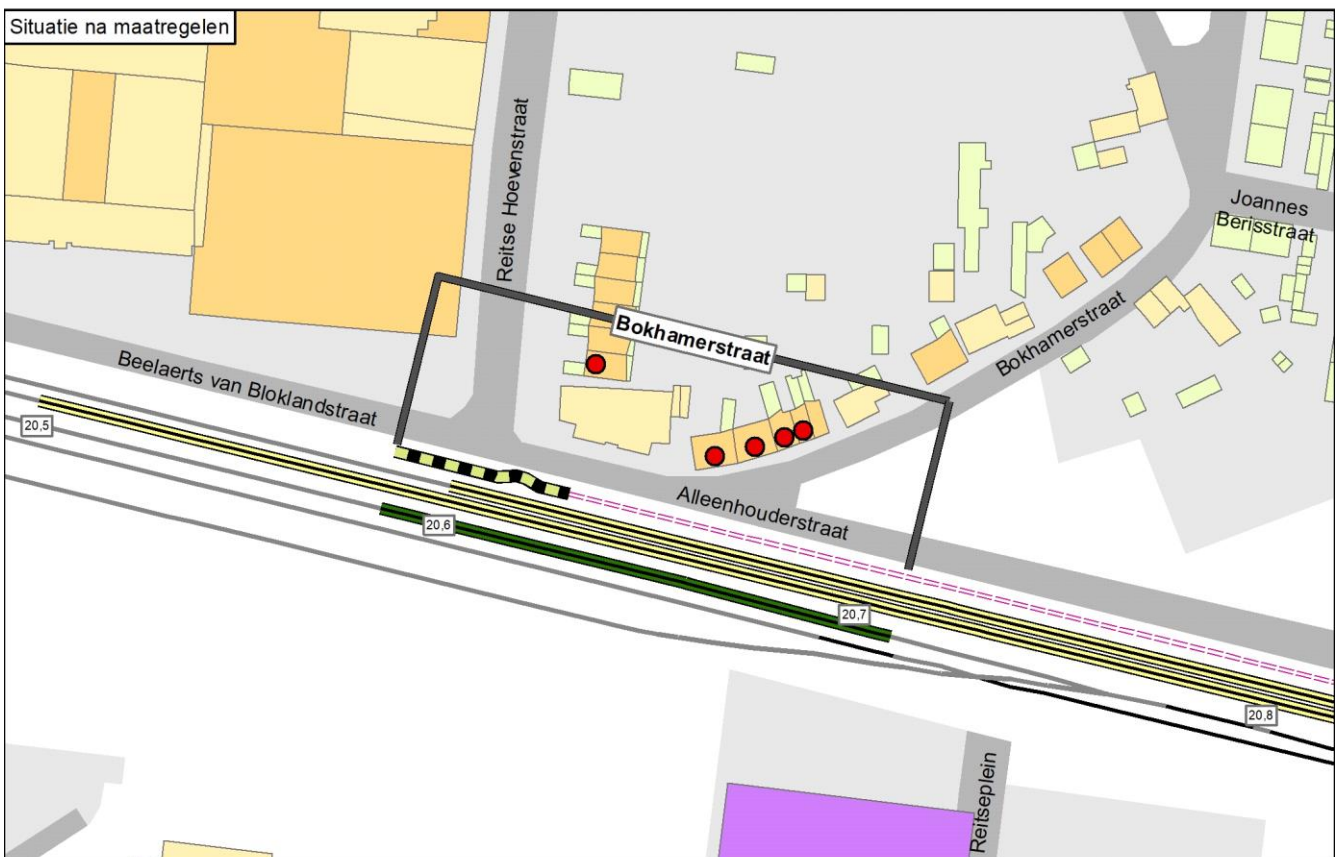 Situatie na maatregelen
Reitse Hoevenstraat
Joannes
Berisstraat
Bokhamerstraat
Bokhamerstraat
Beelaerts van Bloklandstraat
20,5
Alleenhouderstraat
20,6
20,7
20,8
Reitseplein